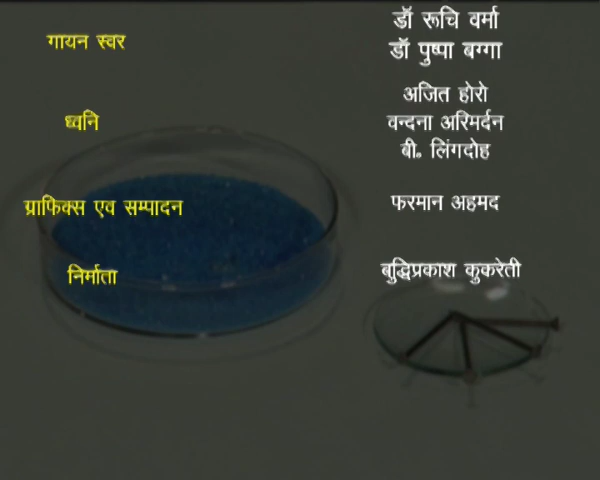 गायन स्वर
डॉ रूचि वर्मा
डॉ पुष्पा बग्गा
ध्वनि
अजित होरो
वन्दना अरिमर्दन
बी. लिंगदोह
ग्राफिक्स एव सम्पादन
फरमान अहमद
निर्माता
बुद्धिप्रकाश कुकरेती